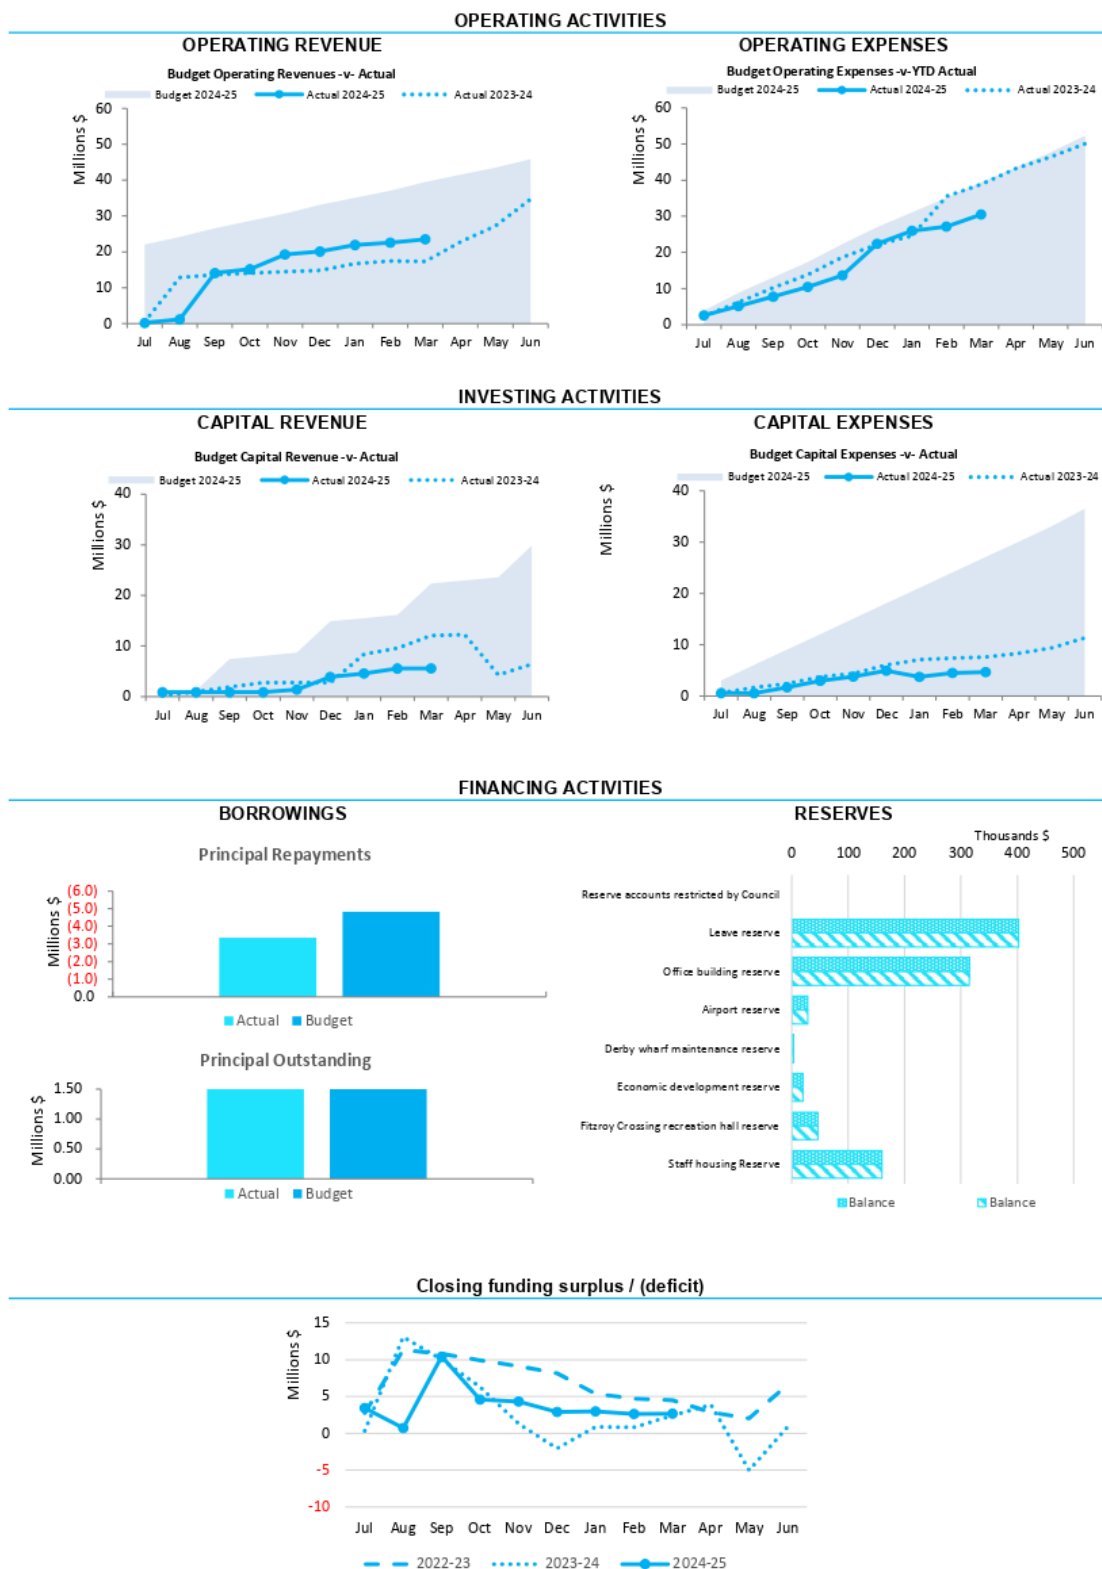 OPERATING ACTIVITIES
OPERATING REVENUE
Budget Operating Revenues -v- Actual
Budget 2024-25 Actual 2024-25 Actual 2023-24
Millions $
60
50
40
30
20
10
0
Jul Aug Sep Oct Nov Dec Jan Feb Mar Apr May Jun
OPERATING EXPENSES
Budget Operating Expenses -v-YTD Actual
Budget 2024-25 Actual 2024-25 Actual 2023-24
Millions $
60
50
40
30
20
10
0
Jul Aug Sep Oct Nov Dec Jan Feb Mar Apr May Jun
INVESTING ACTIVITIES
CAPITAL REVENUE
Budget Capital Revenue -v- Actual
Budget 2024-25 Actual 2024-25 Actual 2023-24
Millions $
40
30
20
10
0
Jul Aug Sep Oct Nov Dec Jan Feb Mar Apr May Jun
CAPITAL EXPENSES
Budget Capital Expenses -v- Actual
Budget 2024-25 Actual 2024-25 Actual 2023-24
Millions $
40
30
20
10
0
Jul Aug Sep Oct Nov Dec Jan Feb Mar Apr May Jun
FINANCING ACTIVITIES
BORROWINGS
Principal Repayments
Millions $
(6.0)
(5.0)
(4.0)
(3.0)
(2.0)
(1.0)
0.0
Actual Budget
Principal Outstanding
Millions $
1.50
1.00
0.50
0.00
Actual Budget
RESERVES
Thousands $
0 100 200 300 400 500
Reserve accounts restricted by Council
Leave reserve
Office building reserve
Airport reserve
Derby wharf maintenance reserve
Economic development reserve
Fitzroy Crossing recreation hall reserve
Staff housing Reserve
Balance Balance
Closing funding surplus / (deficit)
Millions $
15
10
5
0
-5
-10
Jul Aug Sep Oct Nov Dec Jan Feb Mar Apr May Jun
2022-23 2023-24 2024-25